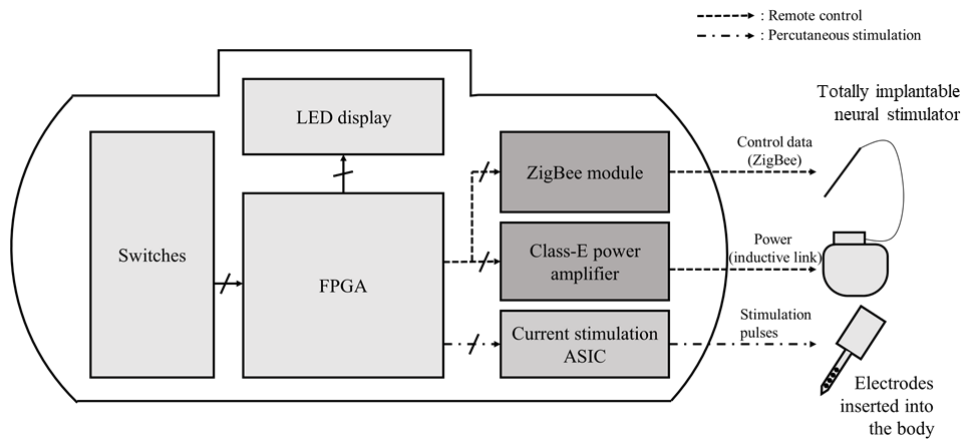 : Remote control
: Percutaneous stimulation
Totally implantable
neural stimulator
LED display
Control data
(ZigBee)
ZigBee module
Switches
FPGA
Class-E power
amplifier
Power
(inductive link)
Current stimulation
ASIC
Stimulation
pulses
Electrodes
inserted into
the body